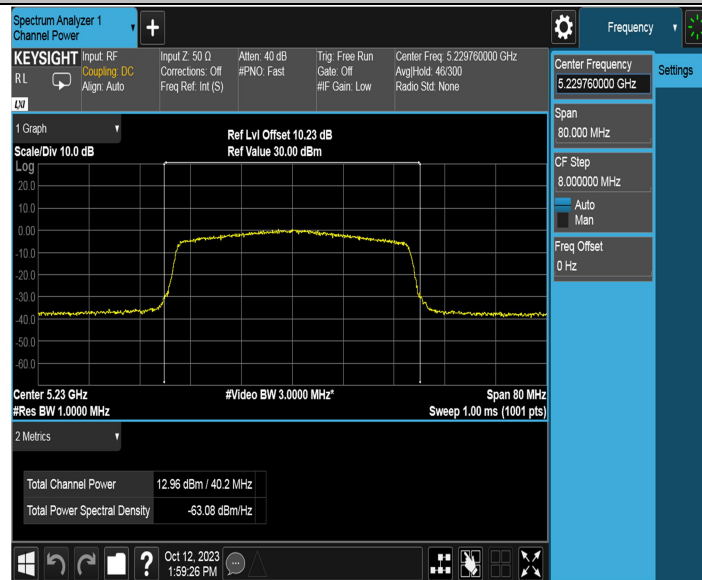 Spectrum Analyzer 1
Channel Power
+
Frequency
KEYSIGHT
RL
LXI
Input: RF
Coupling: DC
Align: Auto
Input Z: 50 Ω
Corrections: Off
Freq Ref: Int (S)
Atten: 40 dB
#PNO: Fast
Trig: Free Run
Gate: Off
#IF Gain: Low
Center Freq: 5.229760000 GHz
Avg|Hold: 46/300
Radio Std: None
Center Frequency
5.229760000 GHz
Settings
Span
80.000 MHz
CF Step
8.000000 MHz
Auto
Man
Freq Offset
0 Hz
1 Graph
Scale/Div 10.0 dB
Ref Lvl Offset 10.23 dB
Ref Value 30.00 dBm
Log
20.0
10.0
0.00
-10.0
-20.0
-30.0
-40.0
-50.0
-60.0
Center 5.23 GHz
#Video BW 3.0000 MHz*
Span 80 MHz
#Res BW 1.0000 MHz
Sweep 1.00 ms (1001 pts)
2 Metrics
Total Channel Power 12.96 dBm / 40.2 MHz
Total Power Spectral Density -63.08 dBm/Hz
?
Oct 12, 2023
1:59:26 PM